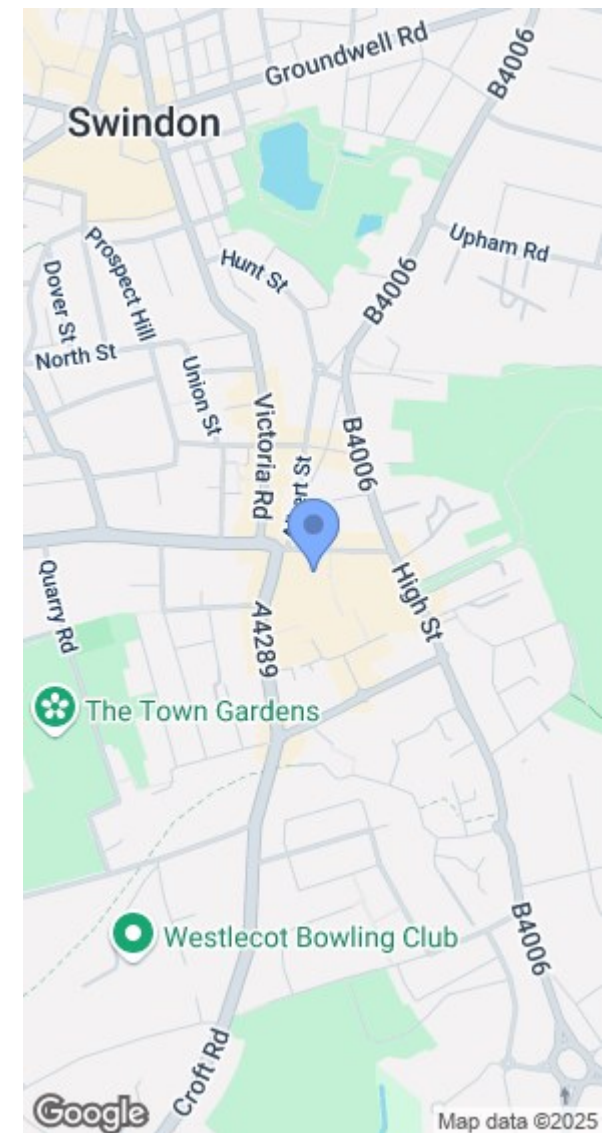 Groundwell Rd
B4006
Swindon
Upham Rd
Prospect Hill
Hunt St
Dover St
B4006
North St
Union St
Victoria Rd
B4006
High St
Quarry Rd
A4289
The Town Gardens
Westlecot Bowling Club
B4006
Croft Rd
Google
Map data ©2025